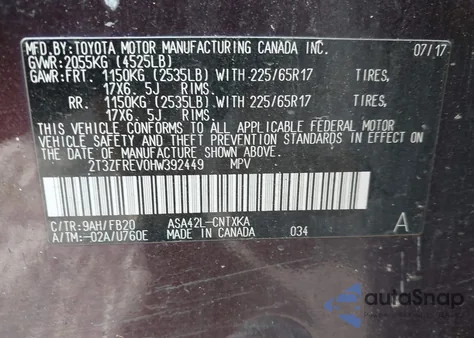 MFD.BY:TOYOTA MOTOR MANUFACTURING CANADA INC. 07/17
GVWR:2055KG (4525LB)
GAWR:FRT. 1150KG (2535LB) WITH 225/65R17 TIRES,
17X6. 5J RIMS.
RR. 1150KG (2535LB) WITH 225/65R17 TIRES,
17X6. 5J RIMS.
THIS VEHICLE CONFORMS TO ALL APPLICABLE FEDERAL MOTOR
VEHICLE SAFETY AND BUMPER STANDARDS IN EFFECT ON
THE DATE OF MANUFACTURE SHOWN ABOVE.
2T3ZFREV0HW392449 MPV
C/TR:9AH/FB20 ASA42L-CNTXKA A
A/TM:-02A/U760E MADE IN CANADA 034
autoSnap